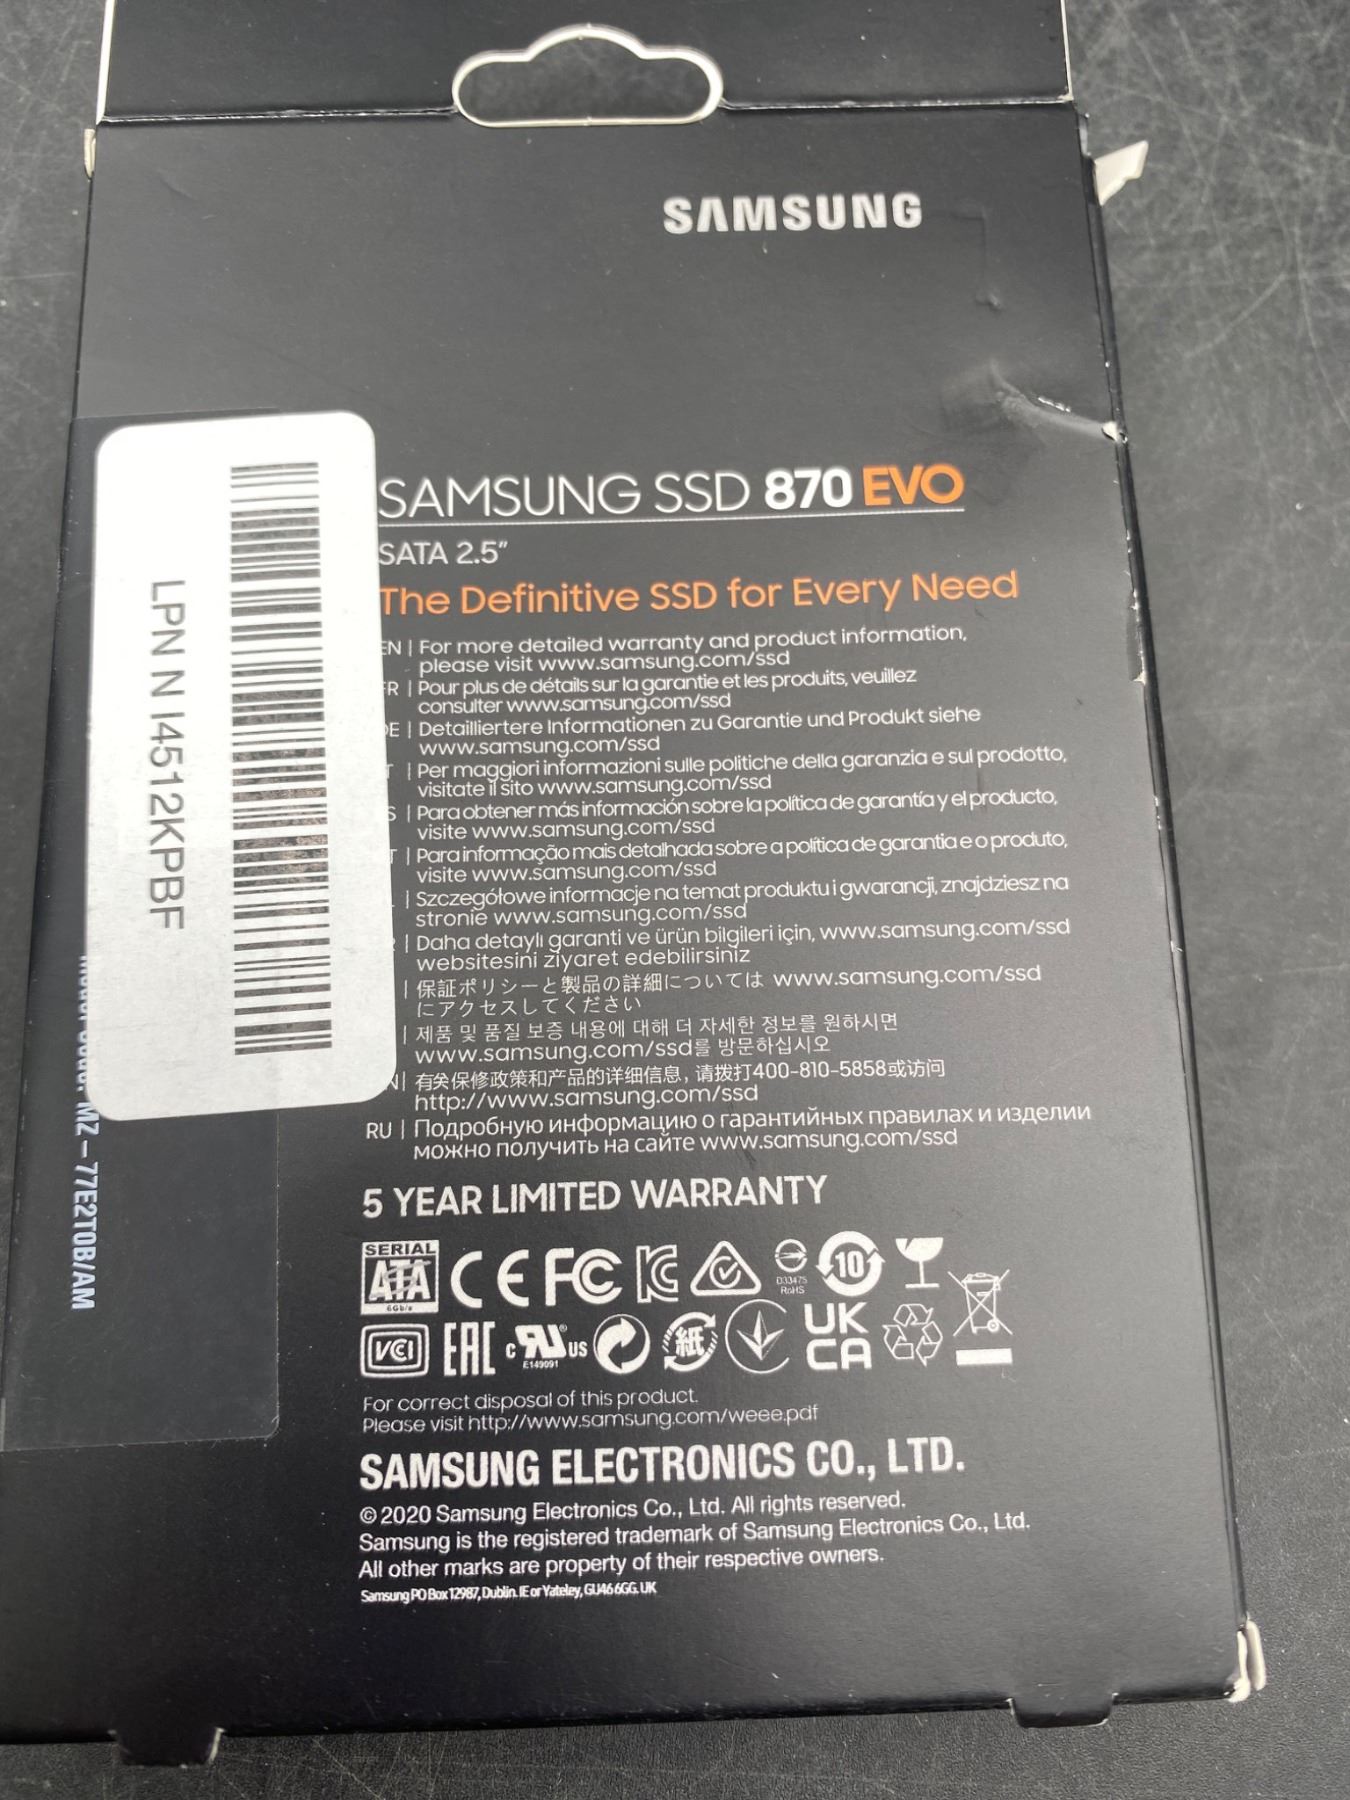 SAMSUNG
SAMSUNG SSD 870 EVO
SATA 2.5"
The Definitive SSD for Every Need
EN | For more detailed warranty and product information,
please visit www.samsung.com/ssd
FR | Pour plus de détails sur la garantie et les produits, veuillez
consulter www.samsung.com/ssd
DE | Detailliertere Informationen zu Garantie und Produkt siehe
www.samsung.com/ssd
T | Per maggiori informazioni sulle politiche della garanzia e sul prodotto,
visitate il sito www.samsung.com/ssd
S | Para obtener más información sobre la política de garantía y el producto,
visite www.samsung.com/ssd
T | Para informação mais detalhada sobre a política de garantia e o produto,
visite www.samsung.com/ssd
| Szczegółowe informacje na temat produktu i gwarancji, znajdziesz na
stronie www.samsung.com/ssd
R | Daha detaylı garanti ve ürün bilgileri için, www.samsung.com/ssd
websitesini ziyaret edebilirsiniz
| 保証ポリシーと製品の詳細については www.samsung.com/ssd
にアクセスしてください
| 제품 및 품질 보증 내용에 대해 더 자세한 정보를 원하시면
www.samsung.com/ssd를 방문하십시오
N | 有关保修政策和产品的详细信息，请拨打400-810-5858或访问
http://www.samsung.com/ssd
RU | Подробную информацию о гарантийных правилах и изделии
можно получить на сайте www.samsung.com/ssd
5 YEAR LIMITED WARRANTY
SERIAL
ATA
6Gb/s
CE FC
D33475
RoHS
10
VCI
EAC
c RU® US
E149091
紙
UK
CA
For correct disposal of this product.
Please visit http://www.samsung.com/weee.pdf
SAMSUNG ELECTRONICS CO., LTD.
© 2020 Samsung Electronics Co., Ltd. All rights reserved.
Samsung is the registered trademark of Samsung Electronics Co., Ltd.
All other marks are property of their respective owners.
Samsung PO Box 12987, Dublin. IE or Yateley, GU46 6GG. UK
LPN N I4512KPBF
Model Code: MZ-77E2T0B/AM